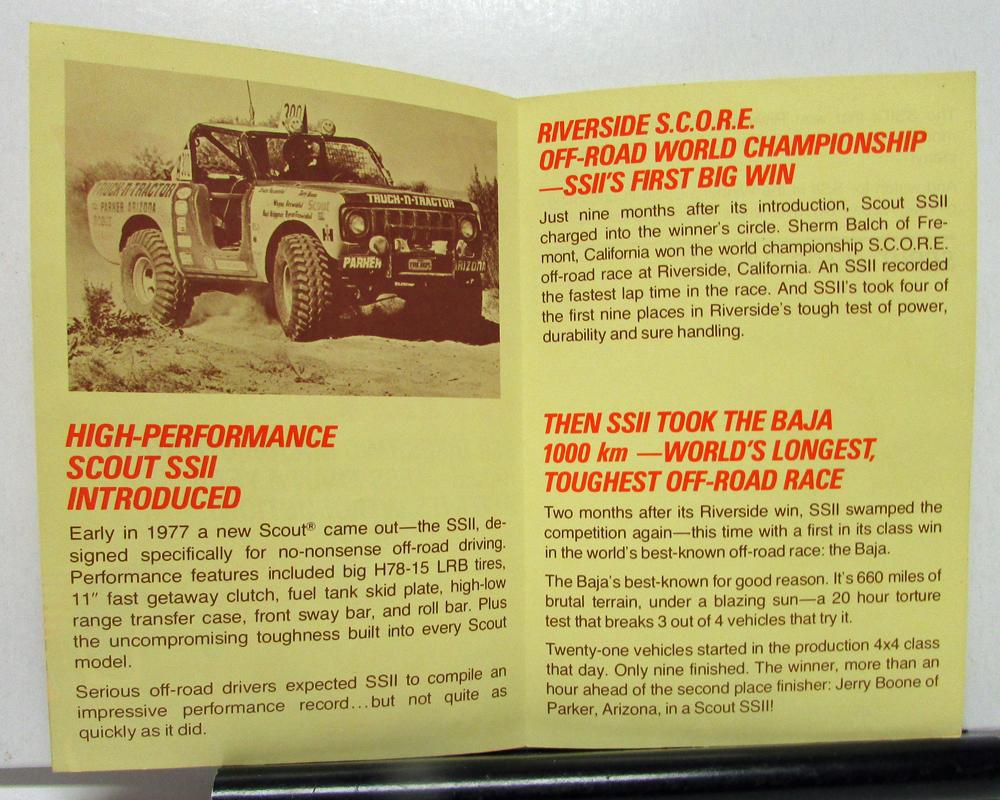 300
TRUCK-N-TRACTOR
PARKER ARIZONA
SCOUT
Scout
TRUCK-N-TRACTOR
IH
PARKER
ARIZONA
HIGH-PERFORMANCE
SCOUT SSII
INTRODUCED
Early in 1977 a new Scout® came out—the SSII, de-
signed specifically for no-nonsense off-road driving.
Performance features included big H78-15 LRB tires,
11" fast getaway clutch, fuel tank skid plate, high-low
range transfer case, front sway bar, and roll bar. Plus
the uncompromising toughness built into every Scout
model.
Serious off-road drivers expected SSII to compile an
impressive performance record...but not quite as
quickly as it did.
RIVERSIDE S.C.O.R.E.
OFF-ROAD WORLD CHAMPIONSHIP
—SSII'S FIRST BIG WIN
Just nine months after its introduction, Scout SSII
charged into the winner's circle. Sherm Balch of Fre-
mont, California won the world championship S.C.O.R.E.
off-road race at Riverside, California. An SSII recorded
the fastest lap time in the race. And SSII's took four of
the first nine places in Riverside's tough test of power,
durability and sure handling.
THEN SSII TOOK THE BAJA
1000 km —WORLD'S LONGEST,
TOUGHEST OFF-ROAD RACE
Two months after its Riverside win, SSII swamped the
competition again—this time with a first in its class win
in the world's best-known off-road race: the Baja.
The Baja's best-known for good reason. It's 660 miles of
brutal terrain, under a blazing sun—a 20 hour torture
test that breaks 3 out of 4 vehicles that try it.
Twenty-one vehicles started in the production 4x4 class
that day. Only nine finished. The winner, more than an
hour ahead of the second place finisher: Jerry Boone of
Parker, Arizona, in a Scout SSII!